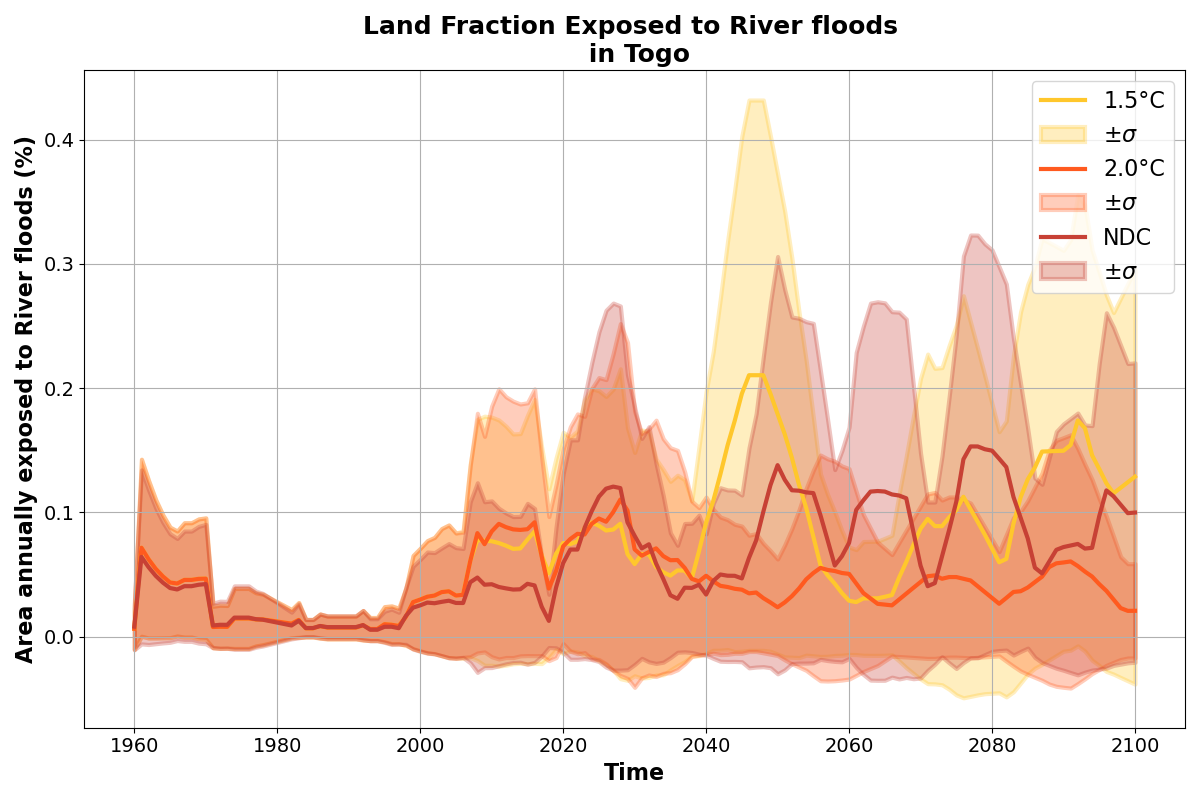 Land Fraction Exposed to River floods
in Togo
Area annually exposed to River floods (%)
0.4
0.3
0.2
0.1
0.0
1960
1980
2000
2020
2040
2060
2080
2100
Time
1.5°C
±σ
2.0°C
±σ
NDC
±σ